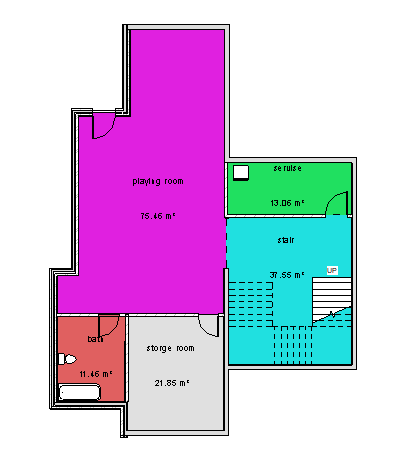 seruise
13.05 m²
playing room
75.46 m²
stair
37.55 m²
UP
bath
11.46 m²
storge room
21.85 m²